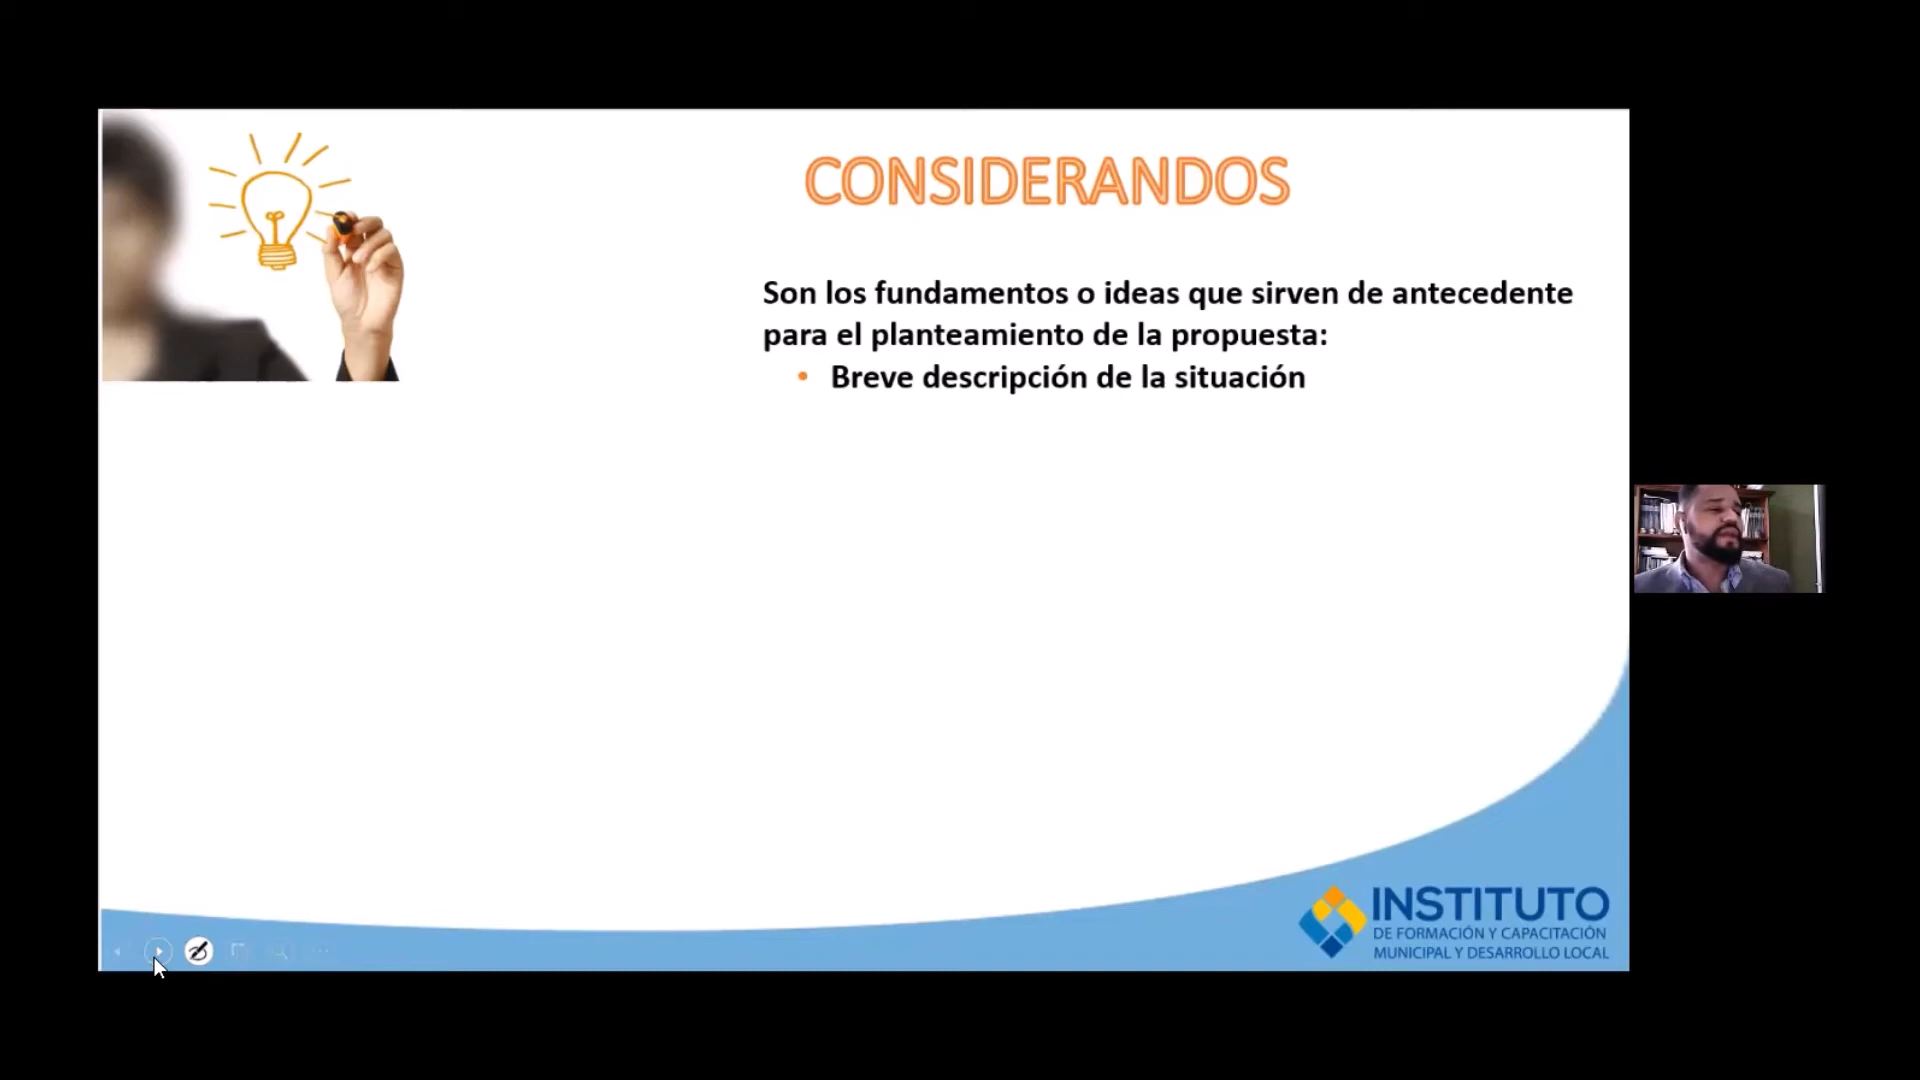 CONSIDERANDOS
Son los fundamentos o ideas que sirven de antecedente
para el planteamiento de la propuesta:
• Breve descripción de la situación
INSTITUTO
DE FORMACIÓN Y CAPACITACIÓN
MUNICIPAL Y DESARROLLO LOCAL